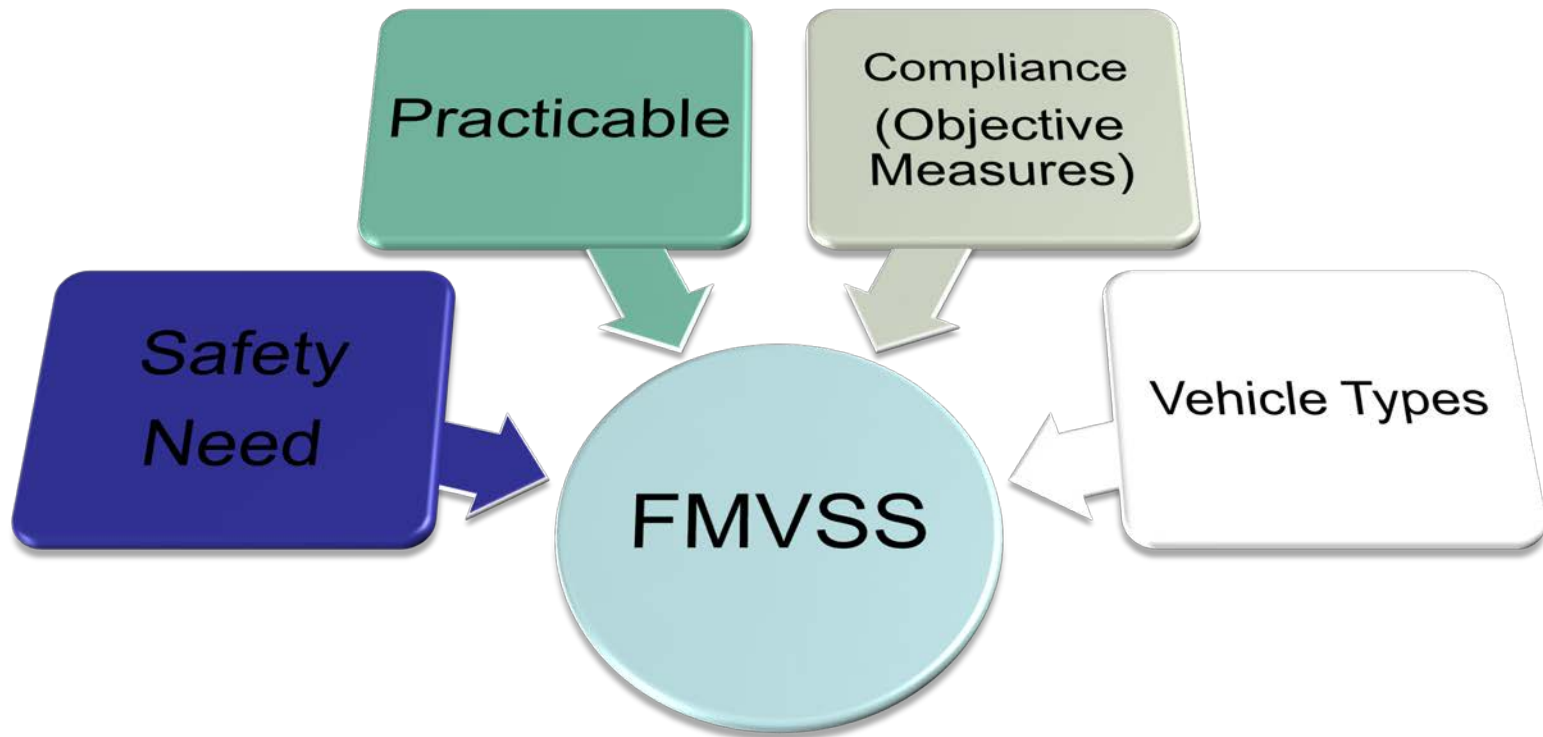 Practicable
Compliance
(Objective
Measures)
Safety
Need
Vehicle Types
FMVSS